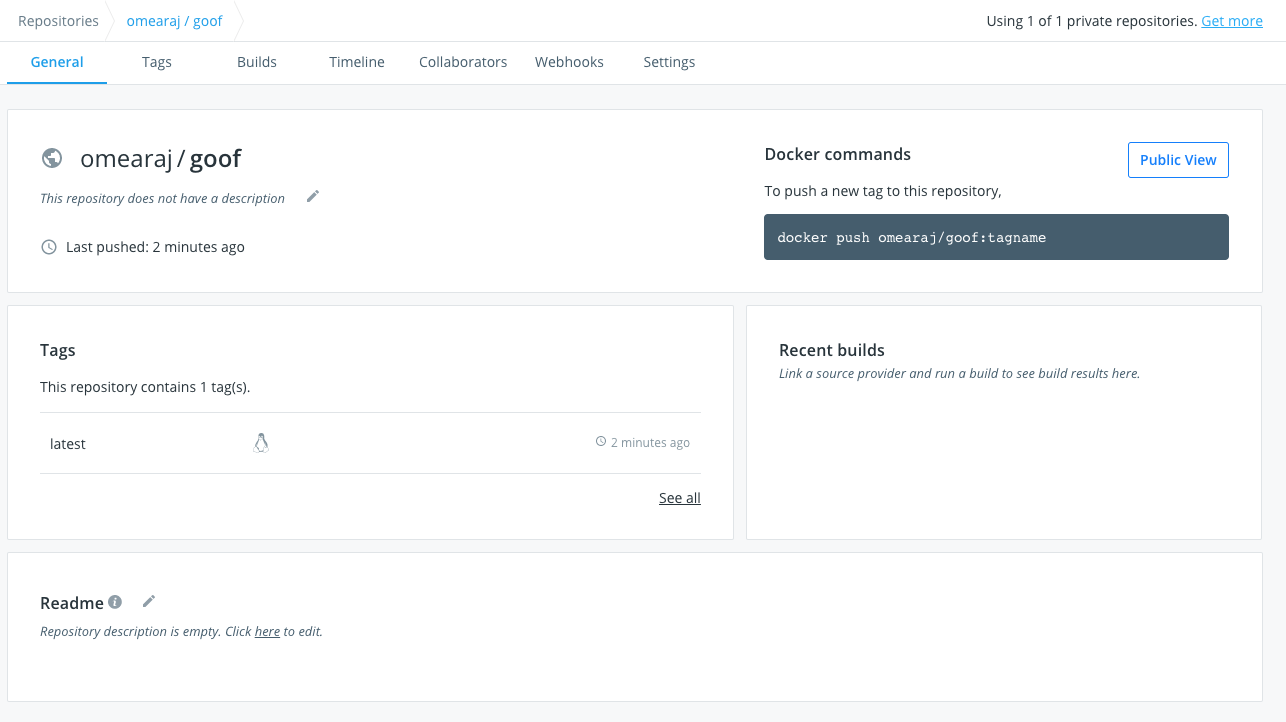 Repositories omearaj / goof Using 1 of 1 private repositories. Get more
General Tags Builds Timeline Collaborators Webhooks Settings
omearaj / goof
This repository does not have a description
Last pushed: 2 minutes ago
Docker commands
Public View
To push a new tag to this repository,
docker push omearaj/goof:tagname
Tags
This repository contains 1 tag(s).
latest 2 minutes ago
See all
Recent builds
Link a source provider and run a build to see build results here.
Readme
Repository description is empty. Click here to edit.